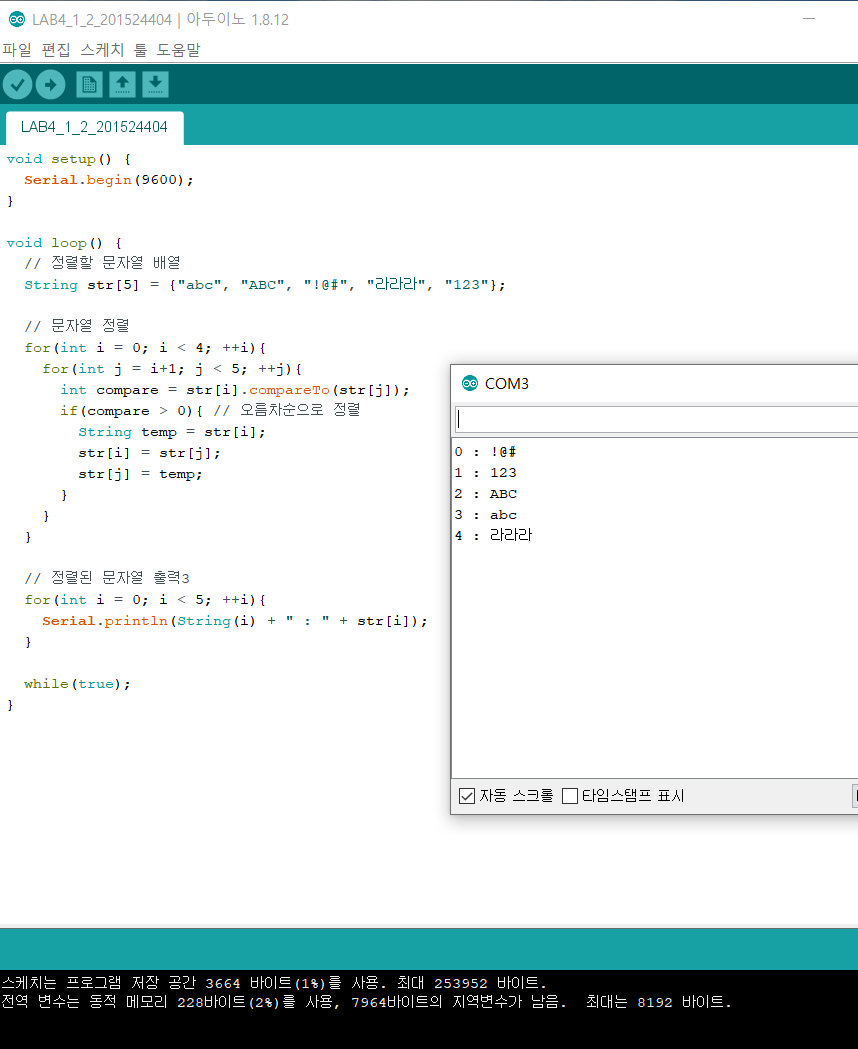 LAB4_1_2_201524404 | 아두이노 1.8.12
파일 편집 스케치 툴 도움말
LAB4_1_2_201524404
void setup() {
  Serial.begin(9600);
}

void loop() {
  // 정렬할 문자열 배열
  String str[5] = {"abc", "ABC", "!@#", "라라라", "123"};

  // 문자열 정렬
  for(int i = 0; i < 4; ++i){
    for(int j = i+1; j < 5; ++j){
      int compare = str[i].compareTo(str[j]);
      if(compare > 0){ // 오름차순으로 정렬
        String temp = str[i];
        str[i] = str[j];
        str[j] = temp;
      }
    }
  }

  // 정렬된 문자열 출력3
  for(int i = 0; i < 5; ++i){
    Serial.println(String(i) + " : " + str[i]);
  }

  while(true);
}
COM3
0 : !@#
1 : 123
2 : ABC
3 : abc
4 : 라라라
자동 스크롤 타임스탬프 표시
스케치는 프로그램 저장 공간 3664 바이트(1%)를 사용. 최대 253952 바이트.
전역 변수는 동적 메모리 228바이트(2%)를 사용, 7964바이트의 지역변수가 남음.  최대는 8192 바이트.